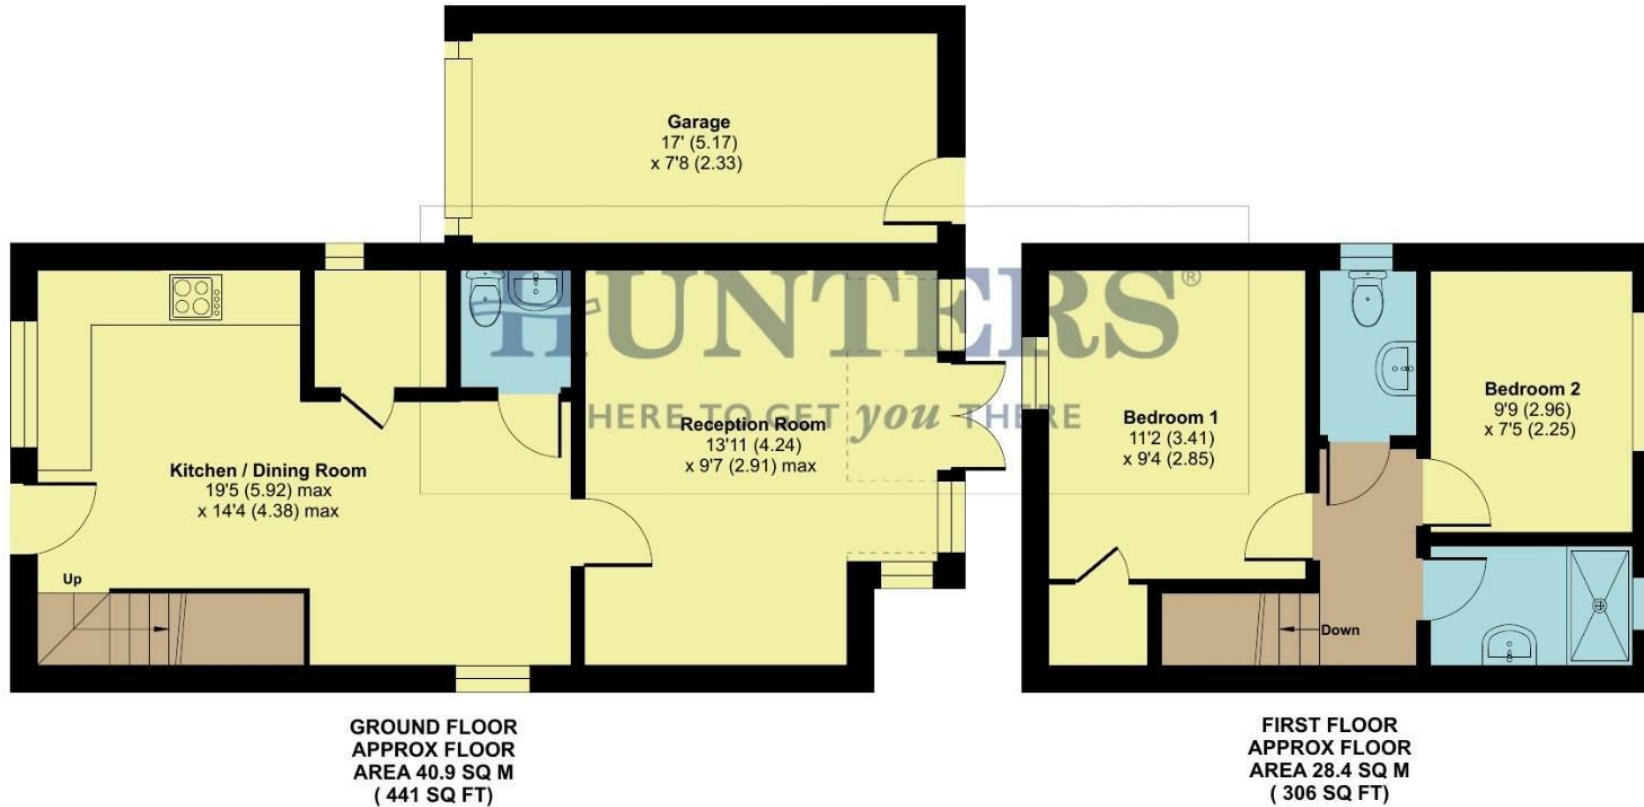 Garage
17' (5.17)
x 7'8 (2.33)
HUNTERS®
HERE TO GET you THERE
Kitchen / Dining Room
19'5 (5.92) max
x 14'4 (4.38) max
Reception Room
13'11 (4.24)
x 9'7 (2.91) max
Up
Bedroom 1
11'2 (3.41)
x 9'4 (2.85)
Bedroom 2
9'9 (2.96)
x 7'5 (2.25)
Down
GROUND FLOOR
APPROX FLOOR
AREA 40.9 SQ M
( 441 SQ FT)
FIRST FLOOR
APPROX FLOOR
AREA 28.4 SQ M
( 306 SQ FT)